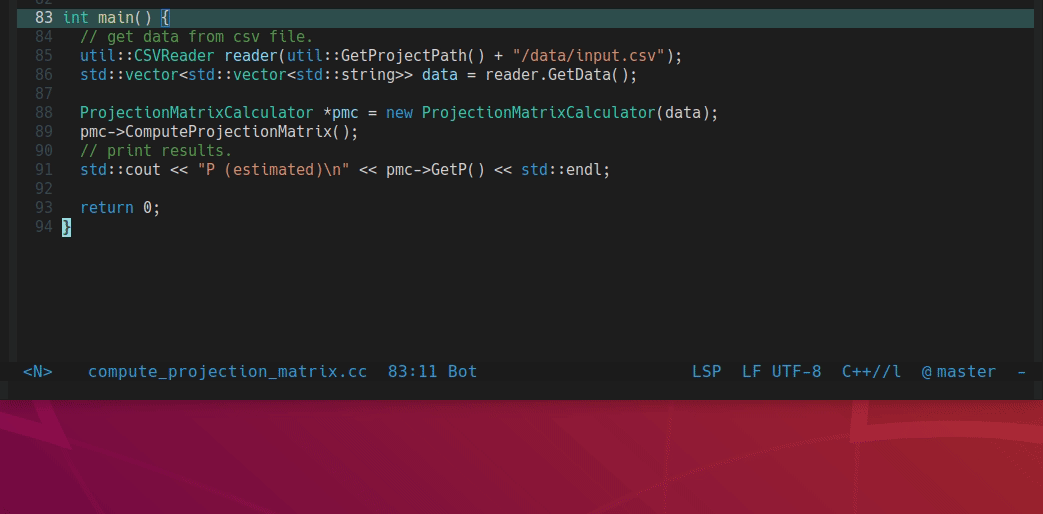 82
83 int main() {
84 // get data from csv file.
85 util::CSVReader reader(util::GetProjectPath() + "/data/input.csv");
86 std::vector<std::vector<std::string>> data = reader.GetData();
87
88 ProjectionMatrixCalculator *pmc = new ProjectionMatrixCalculator(data);
89 pmc->ComputeProjectionMatrix();
90 // print results.
91 std::cout << "P (estimated)\n" << pmc->GetP() << std::endl;
92
93 return 0;
94 }
<N> compute_projection_matrix.cc 83:11 Bot LSP LF UTF-8 C++//l @master -